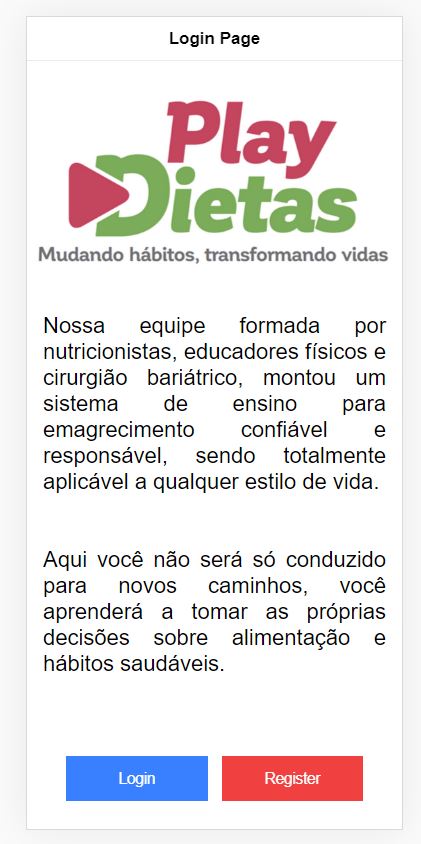 Login Page
Play
Dietas
Mudando hábitos, transformando vidas
Nossa equipe formada por
nutricionistas, educadores físicos e
cirurgião bariátrico, montou um
sistema de ensino para
emagrecimento confiável e
responsável, sendo totalmente
aplicável a qualquer estilo de vida.
Aqui você não será só conduzido
para novos caminhos, você
aprenderá a tomar as próprias
decisões sobre alimentação e
hábitos saudáveis.
Login Register